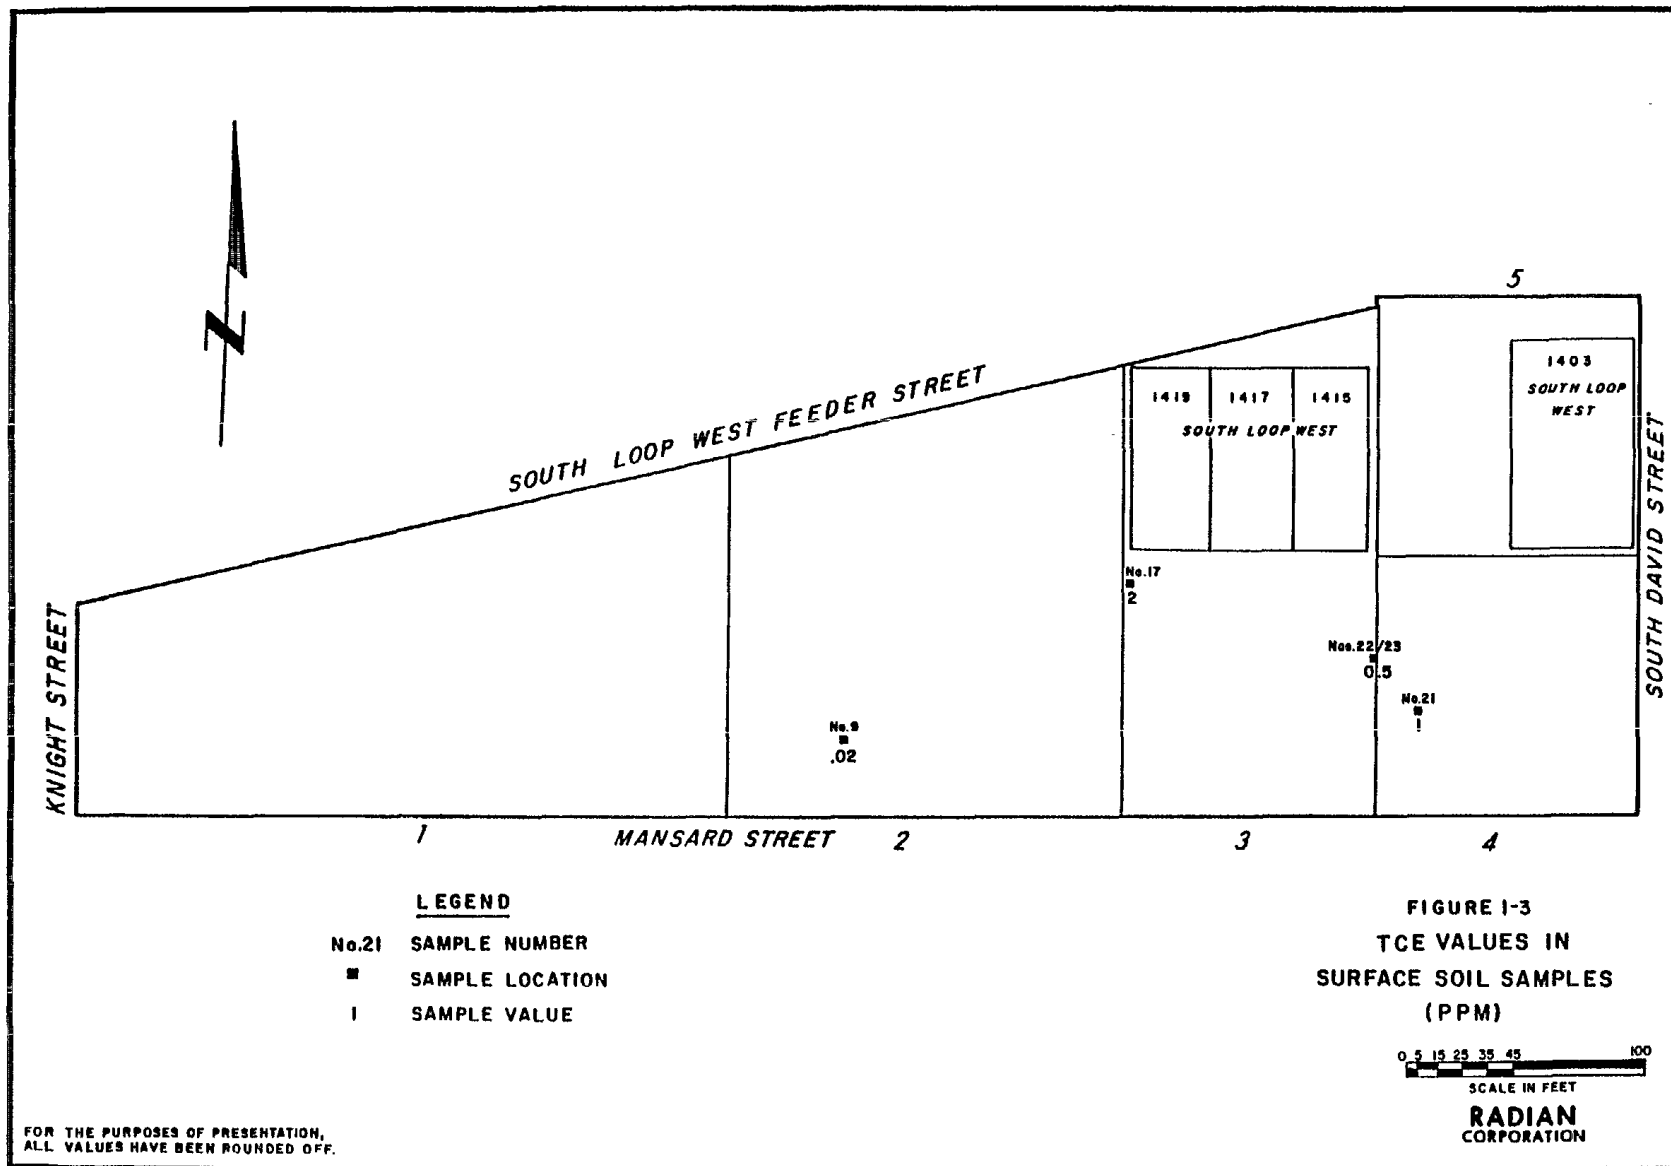 N
5
1403
SOUTH LOOP
WEST
1419 1417 1415
SOUTH LOOP WEST
SOUTH LOOP WEST FEEDER STREET
KNIGHT STREET
SOUTH DAVID STREET
No.17
2
Nos.22/23
0.5
No.21
1
No.9
.02
1 MANSARD STREET 2 3 4
LEGEND
No.21 SAMPLE NUMBER
SAMPLE LOCATION
1 SAMPLE VALUE
FIGURE 1-3
TCE VALUES IN
SURFACE SOIL SAMPLES
(PPM)
0 5 15 25 35 45 100
SCALE IN FEET
RADIAN
CORPORATION
FOR THE PURPOSES OF PRESENTATION,
ALL VALUES HAVE BEEN ROUNDED OFF.